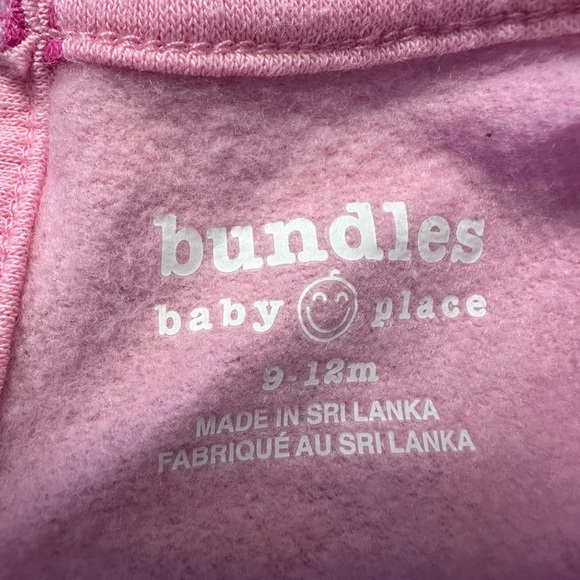 bundles
baby place
9-12m
MADE IN SRI LANKA
FABRIQUÉ AU SRI LANKA